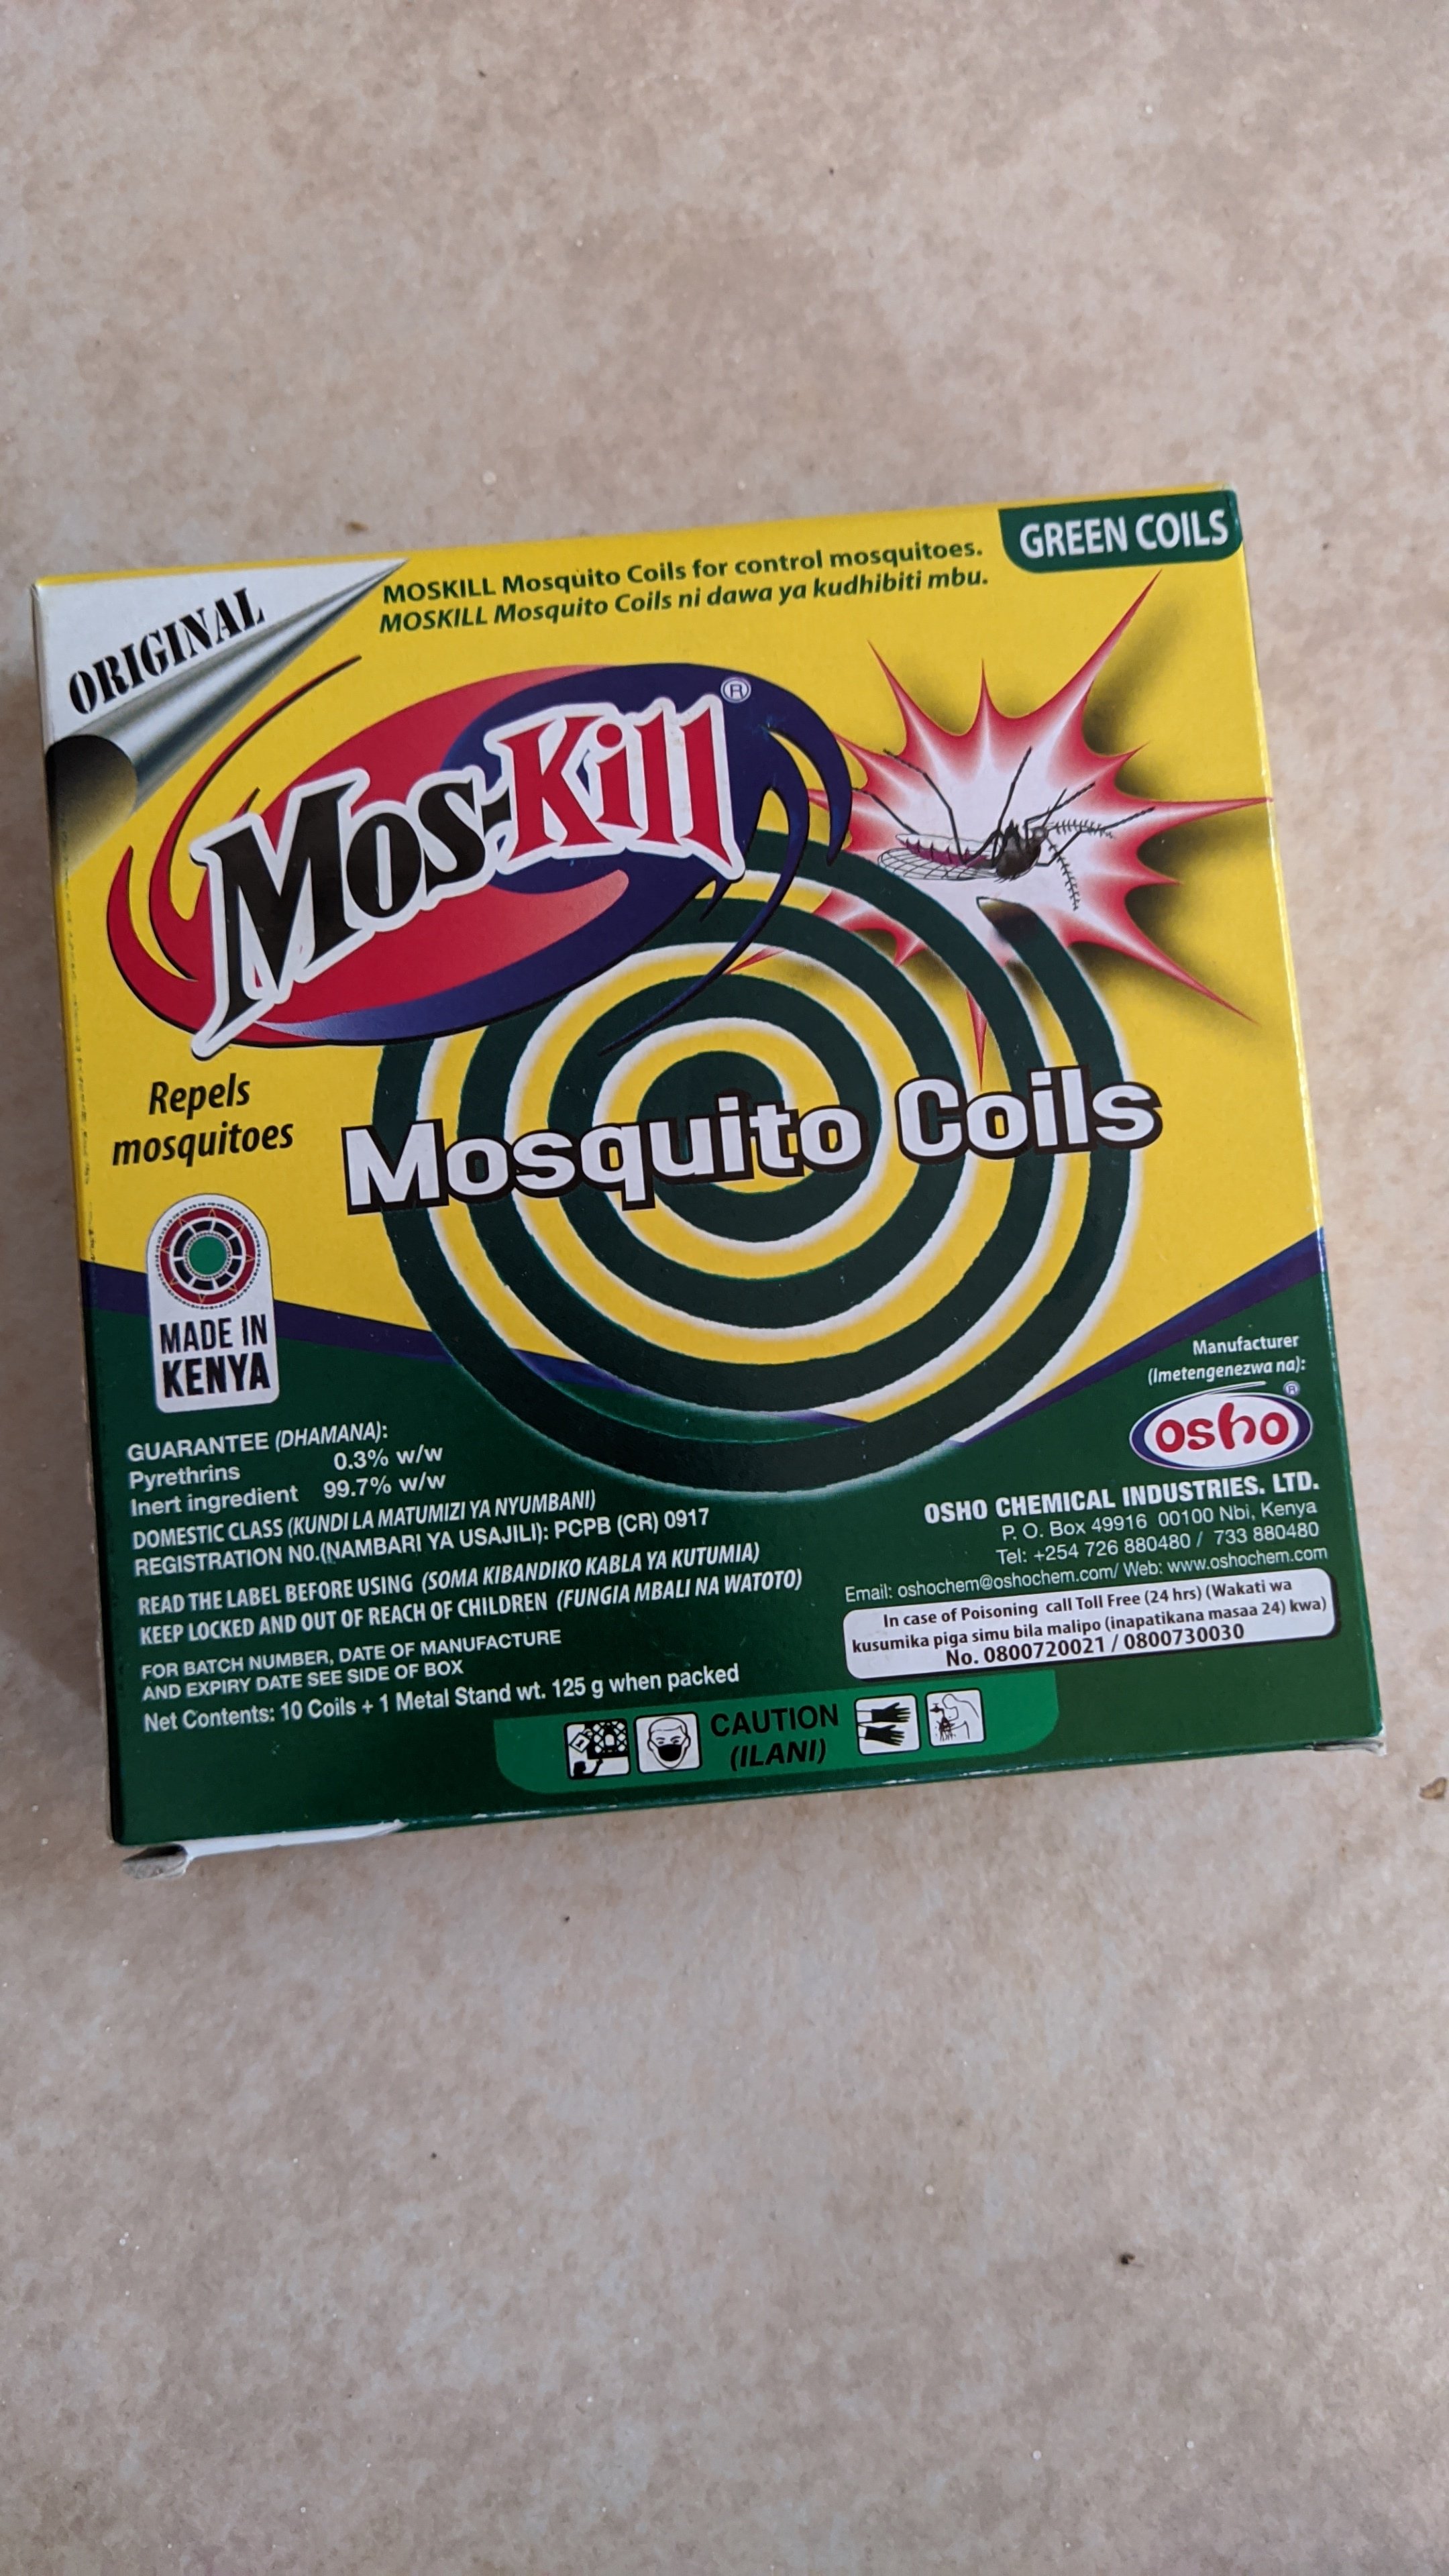 ORIGINAL
GREEN COILS
MOSKILL Mosquito Coils for control mosquitoes.
MOSKILL Mosquito Coils ni dawa ya kudhibiti mbu.
Mos-Kill®
Repels
mosquitoes
Mosquito Coils
MADE IN
KENYA
GUARANTEE (DHAMANA):
Pyrethrins 0.3% w/w
Inert ingredient 99.7% w/w
DOMESTIC CLASS (KUNDI LA MATUMIZI YA NYUMBANI)
REGISTRATION NO.(NAMBARI YA USAJILI): PCPB (CR) 0917
READ THE LABEL BEFORE USING (SOMA KIBANDIKO KABLA YA KUTUMIA)
KEEP LOCKED AND OUT OF REACH OF CHILDREN (FUNGIA MBALI NA WATOTO)
FOR BATCH NUMBER, DATE OF MANUFACTURE
AND EXPIRY DATE SEE SIDE OF BOX
Net Contents: 10 Coils + 1 Metal Stand wt. 125 g when packed
Manufacturer
(Imetengenezwa na):
osho®
OSHO CHEMICAL INDUSTRIES. LTD.
P. O. Box 49916 00100 Nbi, Kenya
Tel: +254 726 880480 / 733 880480
Email: oshochem@oshochem.com/ Web: www.oshochem.com
In case of Poisoning call Toll Free (24 hrs) (Wakati wa
kusumika piga simu bila malipo (inapatikana masaa 24) kwa)
No. 0800720021 / 0800730030
CAUTION
(ILANI)